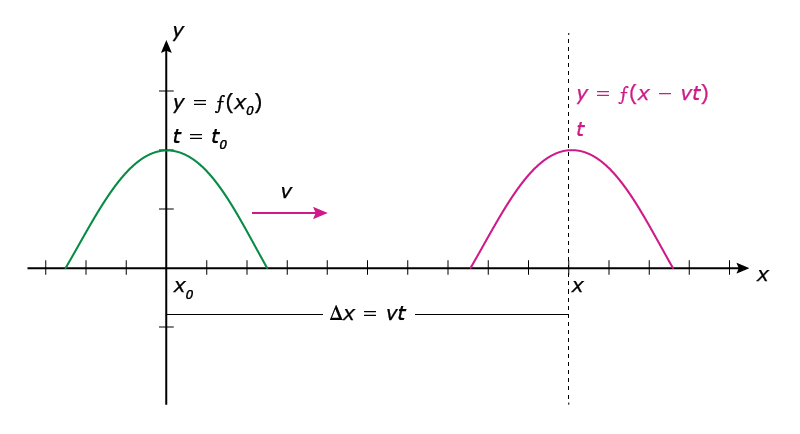 y
y = f(x₀)
t = t₀
y = f(x − vt)
t
v
x
x₀
x
Δx = vt